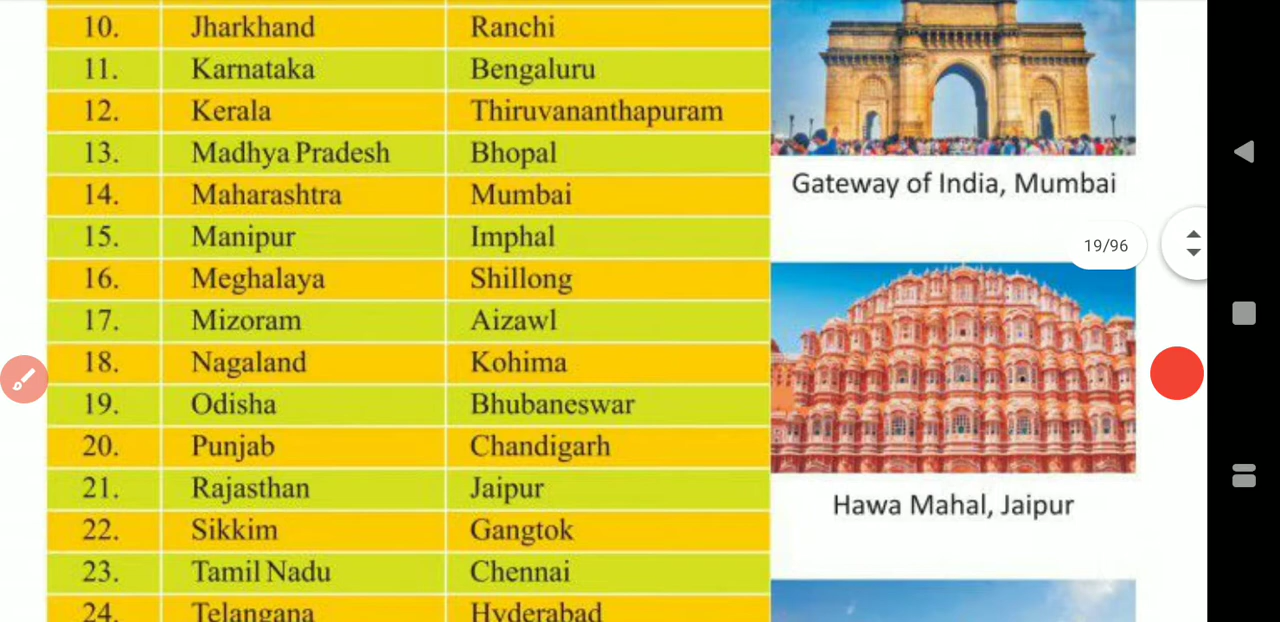 10. Jharkhand Ranchi
11. Karnataka Bengaluru
12. Kerala Thiruvananthapuram
13. Madhya Pradesh Bhopal
14. Maharashtra Mumbai
15. Manipur Imphal
16. Meghalaya Shillong
17. Mizoram Aizawl
18. Nagaland Kohima
19. Odisha Bhubaneswar
20. Punjab Chandigarh
21. Rajasthan Jaipur
22. Sikkim Gangtok
23. Tamil Nadu Chennai
24. Telangana Hyderabad
Gateway of India, Mumbai
19/96
Hawa Mahal, Jaipur